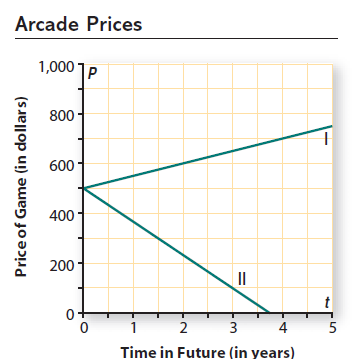 Arcade Prices
Price of Game (in dollars)
1,000
P
800
I
600
400
200
II
t
0
0 1 2 3 4 5
Time in Future (in years)